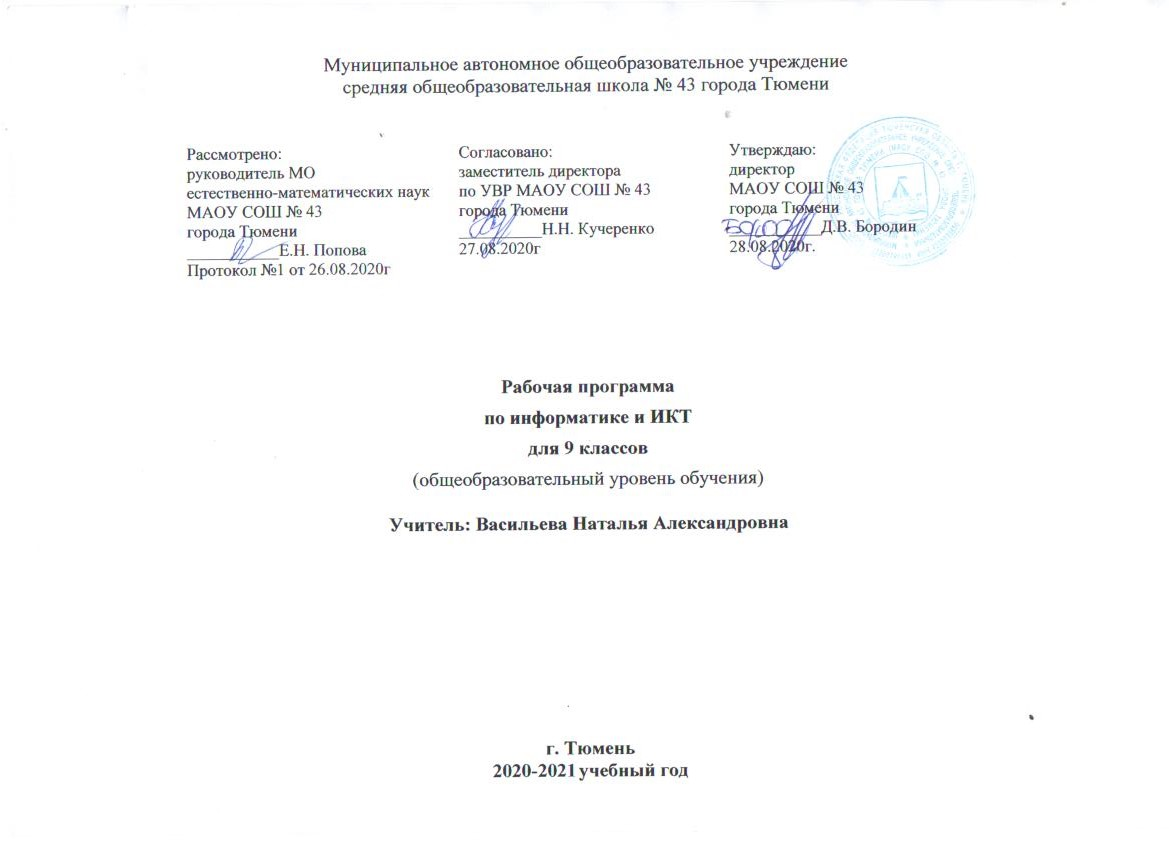 Муниципальное автономное общеобразовательное учреждение
средняя общеобразовательная школа № 43 города Тюмени
Рассмотрено:
руководитель МО
естественно-математических наук
МАОУ СОШ № 43
города Тюмени
___________Е.Н. Попова
Протокол №1 от 26.08.2020г
Согласовано:
заместитель директора
по УВР МАОУ СОШ № 43
города Тюмени
__________Н.Н. Кучеренко
27.08.2020г
Утверждаю:
директор
МАОУ СОШ № 43
города Тюмени
___________Д.В. Бородин
28.08.2020г.
Рабочая программа
по информатике и ИКТ
для 9 классов
(общеобразовательный уровень обучения)
Учитель: Васильева Наталья Александровна
г. Тюмень
2020-2021 учебный год